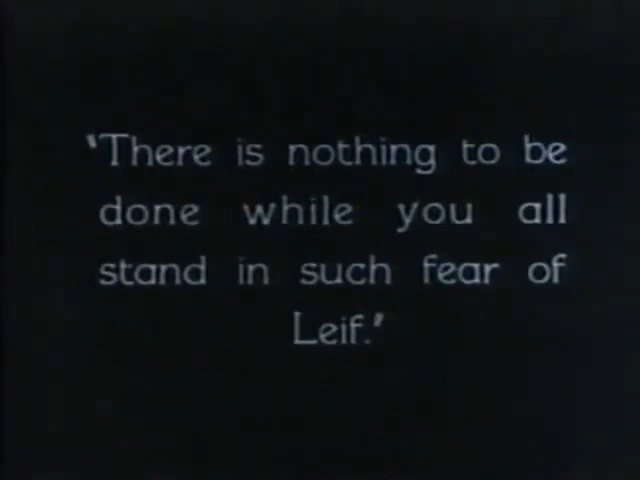 'There is nothing to be
done while you all
stand in such fear of
Leif.'